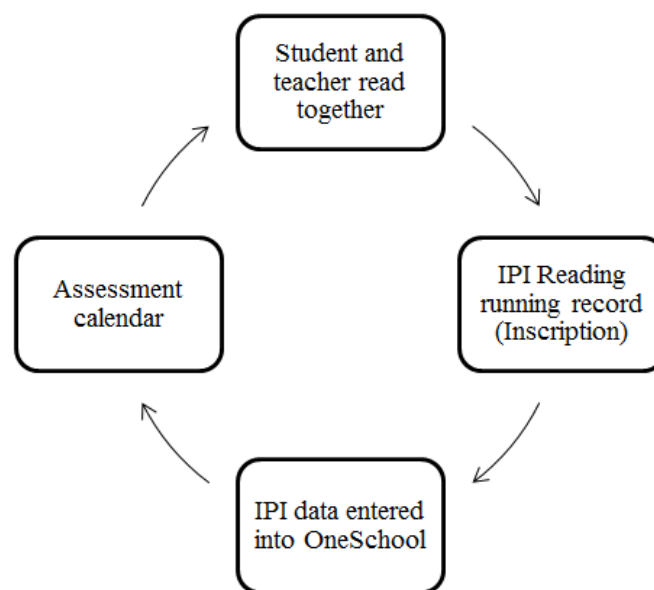 Student and
teacher read
together
IPI Reading
running record
(Inscription)
IPI data entered
into OneSchool
Assessment
calendar